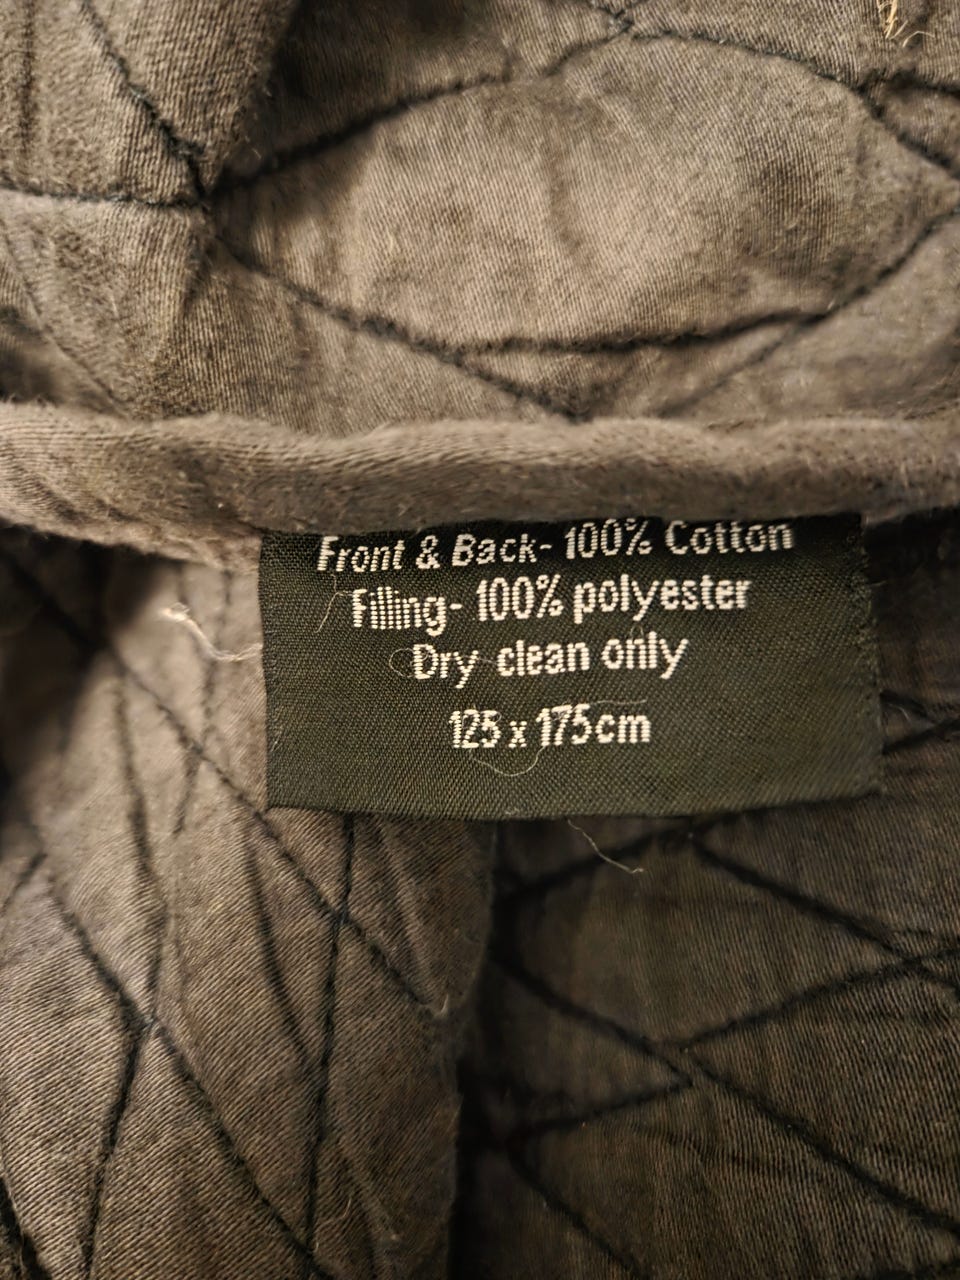 Front & Back- 100% Cotton
Filling- 100% polyester
Dry clean only
125 x 175cm